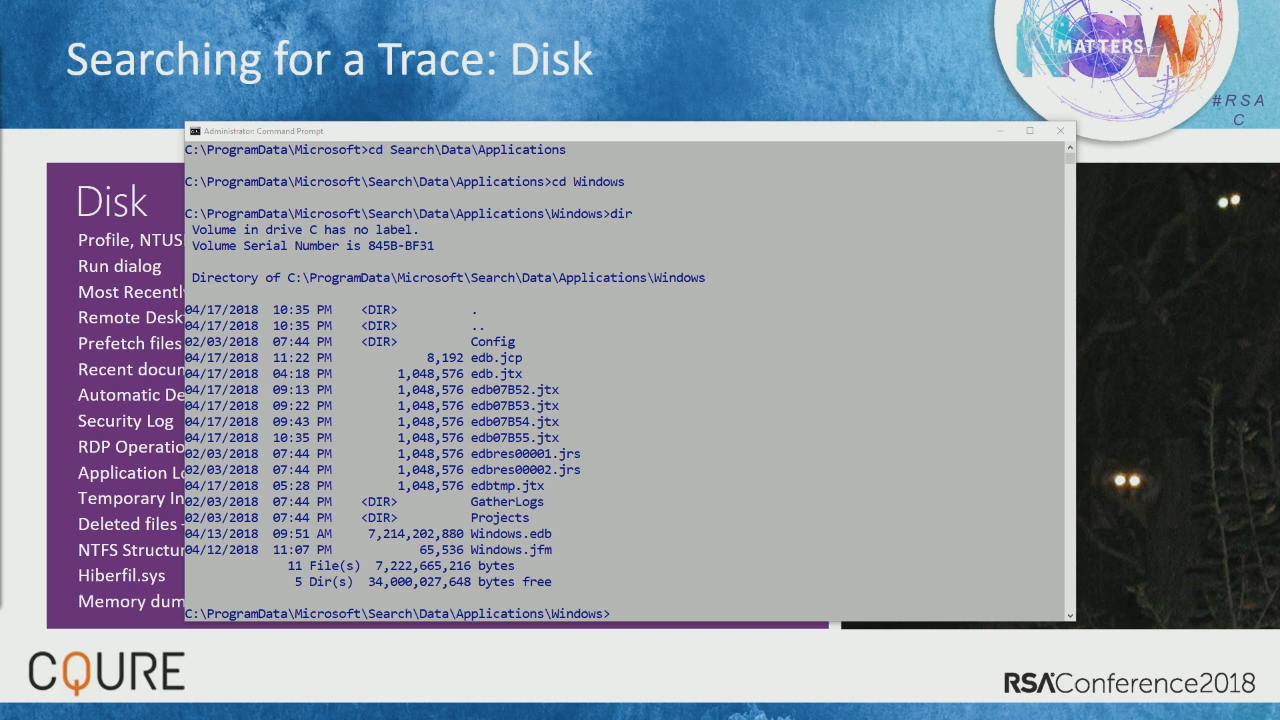 Searching for a Trace: Disk
NOW
MATTERS
#RSA
C
Administrator: Command Prompt
C:\ProgramData\Microsoft>cd Search\Data\Applications
C:\ProgramData\Microsoft\Search\Data\Applications>cd Windows
C:\ProgramData\Microsoft\Search\Data\Applications\Windows>dir
Volume in drive C has no label.
Volume Serial Number is 845B-BF31
Directory of C:\ProgramData\Microsoft\Search\Data\Applications\Windows
04/17/2018 10:35 PM <DIR> .
04/17/2018 10:35 PM <DIR> ..
02/03/2018 07:44 PM <DIR> Config
04/17/2018 11:22 PM 8,192 edb.jcp
04/17/2018 04:18 PM 1,048,576 edb.jtx
04/17/2018 09:13 PM 1,048,576 edb07B52.jtx
04/17/2018 09:22 PM 1,048,576 edb07B53.jtx
04/17/2018 09:43 PM 1,048,576 edb07B54.jtx
04/17/2018 10:35 PM 1,048,576 edb07B55.jtx
02/03/2018 07:44 PM 1,048,576 edbres00001.jrs
02/03/2018 07:44 PM 1,048,576 edbres00002.jrs
04/17/2018 05:28 PM 1,048,576 edbtmp.jtx
02/03/2018 07:44 PM <DIR> GatherLogs
02/03/2018 07:44 PM <DIR> Projects
04/13/2018 09:51 AM 7,214,202,880 Windows.edb
04/12/2018 11:07 PM 65,536 Windows.jfm
11 File(s) 7,222,665,216 bytes
5 Dir(s) 34,000,027,648 bytes free
C:\ProgramData\Microsoft\Search\Data\Applications\Windows>
Disk
Profile, NTUS
Run dialog
Most Recentl
Remote Desk
Prefetch files
Recent docum
Automatic De
Security Log
RDP Operatio
Application Lo
Temporary In
Deleted files -
NTFS Structur
Hiberfil.sys
Memory dum
CQURE
RSAConference2018